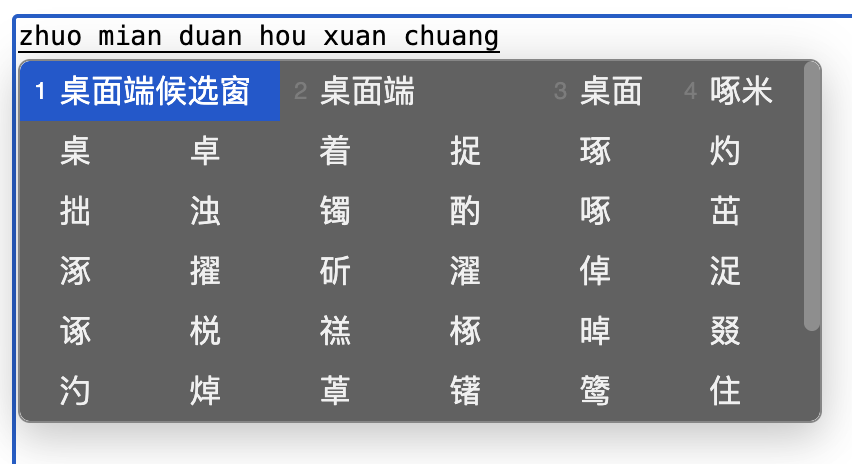 zhuo mian duan hou xuan chuang
1 桌面端候选窗 2 桌面端 3 桌面 4 啄米
桌 卓 着 捉 琢 灼
拙 浊 镯 酌 啄 茁
涿 擢 斫 濯 倬 浞
诼 棁 禚 椓 晫 叕
汋 焯 蕞 锗 鷟 住